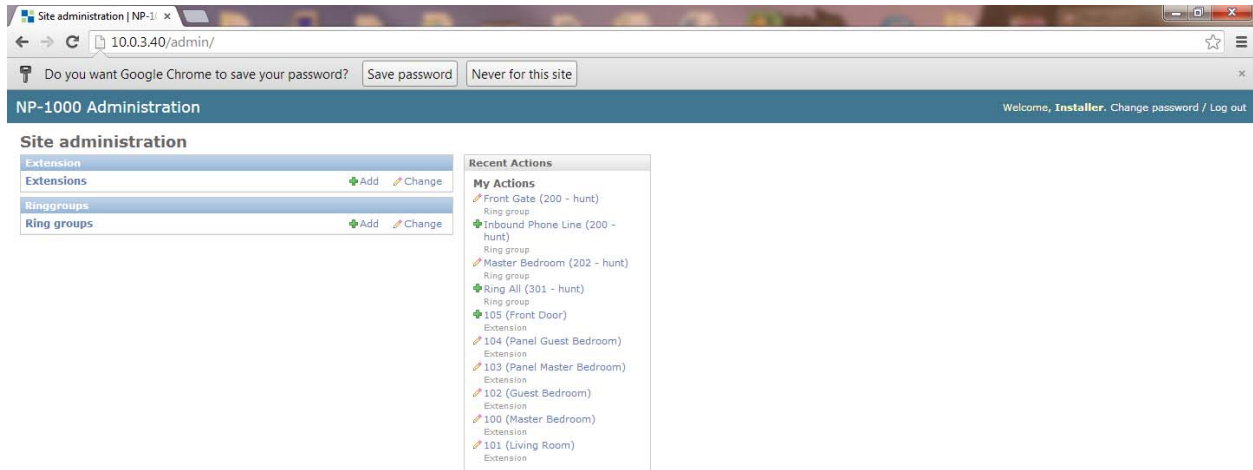 Site administration | NP-1
10.0.3.40/admin/
Do you want Google Chrome to save your password? Save password Never for this site
NP-1000 Administration Welcome, Installer. Change password / Log out
Site administration
Extension
Extensions Add Change
Ringgroups
Ring groups Add Change
Recent Actions
My Actions
Front Gate (200 - hunt)
Ring group
Inbound Phone Line (200 -
hunt)
Ring group
Master Bedroom (202 - hunt)
Ring group
Ring All (301 - hunt)
Ring group
105 (Front Door)
Extension
104 (Panel Guest Bedroom)
Extension
103 (Panel Master Bedroom)
Extension
102 (Guest Bedroom)
Extension
100 (Master Bedroom)
Extension
101 (Living Room)
Extension